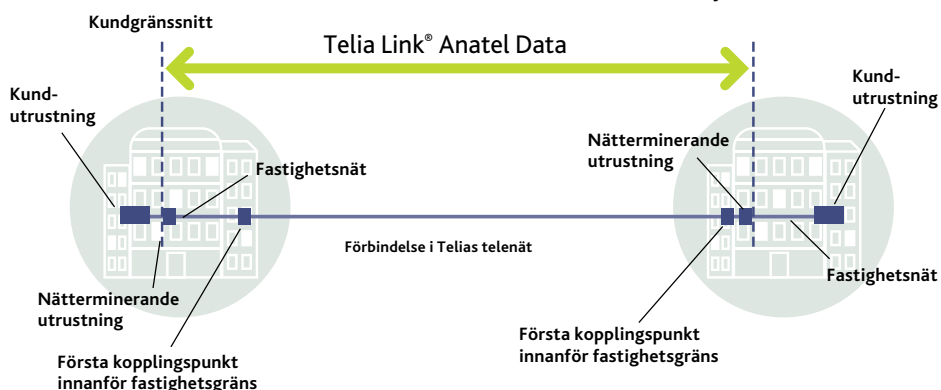 Kundgränssnitt
Telia Link® Anatel Data
Kund-
utrustning
Kund-
utrustning
Nätterminerande
utrustning
Fastighetsnät
Förbindelse i Telias telenät
Fastighetsnät
Nätterminerande
utrustning
Första kopplingspunkt
innanför fastighetsgräns
Första kopplingspunkt
innanför fastighetsgräns